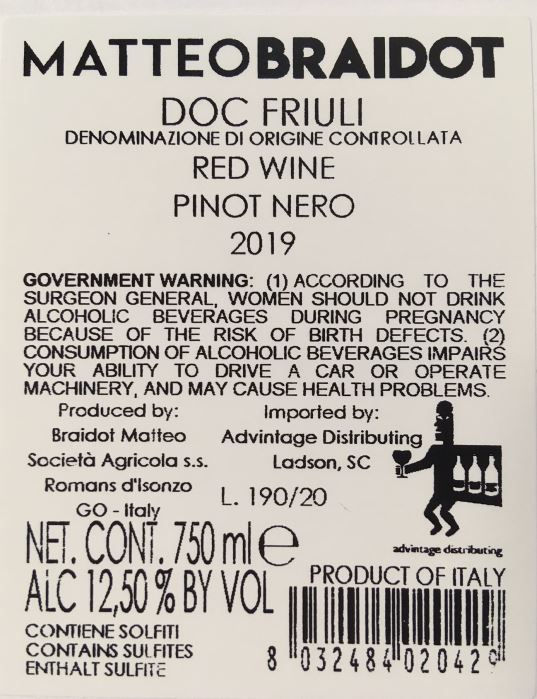 MATTEOBRAIDOT
DOC FRIULI
DENOMINAZIONE DI ORIGINE CONTROLLATA
RED WINE
PINOT NERO
2019
GOVERNMENT WARNING: (1) ACCORDING TO THE
SURGEON GENERAL, WOMEN SHOULD NOT DRINK
ALCOHOLIC BEVERAGES DURING PREGNANCY
BECAUSE OF THE RISK OF BIRTH DEFECTS. (2)
CONSUMPTION OF ALCOHOLIC BEVERAGES IMPAIRS
YOUR ABILITY TO DRIVE A CAR OR OPERATE
MACHINERY, AND MAY CAUSE HEALTH PROBLEMS.
Produced by:
Braidot Matteo
Società Agricola s.s.
Romans d'Isonzo
GO - Italy
Imported by:
Advintage Distributing
Ladson, SC
L. 190/20
advintage distributing
NET. CONT. 750 ml e
ALC 12,50 % BY VOL
CONTIENE SOLFITI
CONTAINS SULFITES
ENTHALT SULFITE
PRODUCT OF ITALY
8 032484 02042